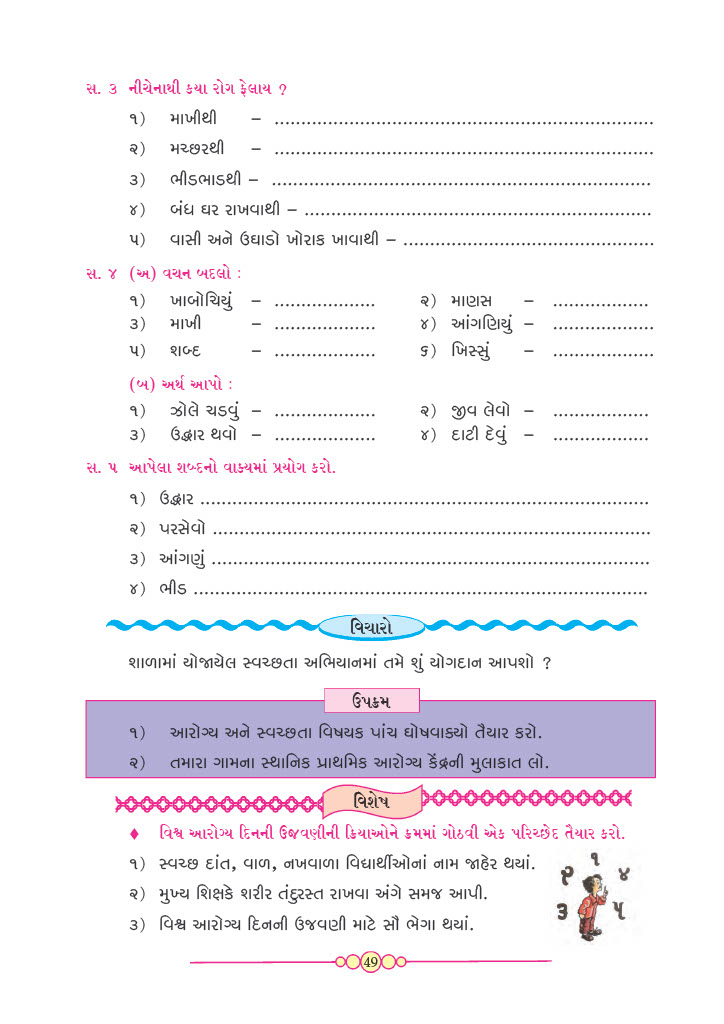 સ. ૩ નીચેનાથી કયા રોગ ફેલાય ?
૧) માખીથી – ........................................................................
૨) મચ્છરથી – ........................................................................
૩) ભીડભાડથી – ........................................................................
૪) બંધ ઘર રાખવાથી – ..................................................................
૫) વાસી અને ઉઘાડો ખોરાક ખાવાથી – ...............................................
સ. ૪ (અ) વચન બદલો :
૧) ખાબોચિયું – ................... ૨) માણસ – ..................
૩) માખી – ................... ૪) આંગણિયું – ...................
૫) શબ્દ – ................... ૬) ખિસ્સું – ...................
(બ) અર્થ આપો :
૧) ઝોલે ચડવું – ................... ૨) જીવ લેવો – ..................
૩) ઉદ્ધાર થવો – ................... ૪) દાટી દેવું – ..................
સ. ૫ આપેલા શબ્દનો વાક્યમાં પ્રયોગ કરો.
૧) ઉદ્ધાર .....................................................................................
૨) પરસેવો ...................................................................................
૩) આંગણું ...................................................................................
૪) ભીડ ......................................................................................
વિચારો
શાળામાં યોજાયેલ સ્વચ્છતા અભિયાનમાં તમે શું યોગદાન આપશો ?
ઉપક્રમ
૧) આરોગ્ય અને સ્વચ્છતા વિષયક પાંચ ઘોષવાક્યો તૈયાર કરો.
૨) તમારા ગામના સ્થાનિક પ્રાથમિક આરોગ્ય કેંદ્રની મુલાકાત લો.
વિશેષ
♦ વિશ્વ આરોગ્ય દિનની ઉજવણીની ક્રિયાઓને ક્રમમાં ગોઠવી એક પરિચ્છેદ તૈયાર કરો.
૧) સ્વચ્છ દાંત, વાળ, નખવાળા વિદ્યાર્થીઓનાં નામ જાહેર થયાં.
૨) મુખ્ય શિક્ષકે શરીર તંદુરસ્ત રાખવા અંગે સમજ આપી.
૩) વિશ્વ આરોગ્ય દિનની ઉજવણી માટે સૌ ભેગા થયાં.
૧
૨ ૪
૩ ૫
49